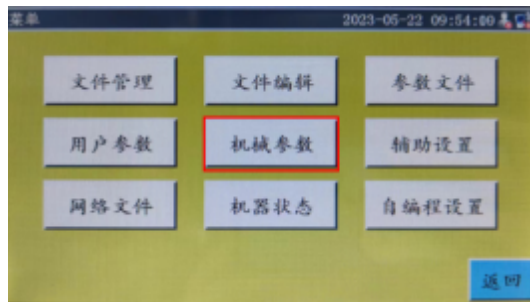 菜单 2023-05-22 09:54:00
文件管理 文件编辑 参数文件
用户参数 机械参数 辅助设置
网络文件 机器状态 自编程设置
返回